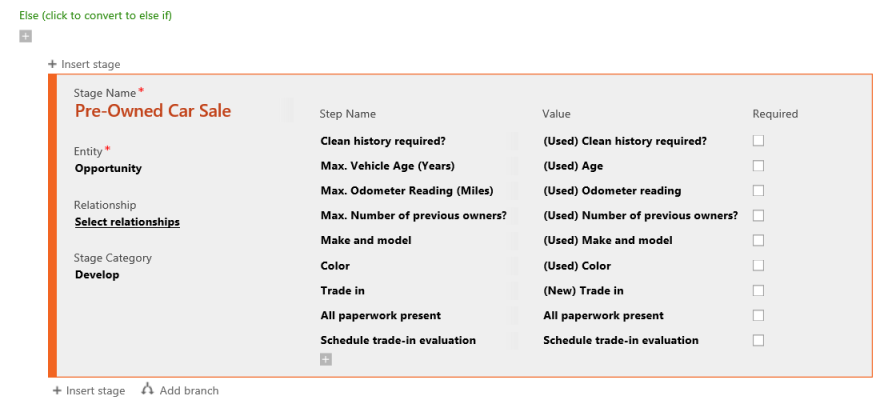 Else (click to convert to else if)
+ Insert stage
Stage Name*
Pre-Owned Car Sale
Entity*
Opportunity
Relationship
Select relationships
Stage Category
Develop
Step Name Value Required
Clean history required? (Used) Clean history required?
Max. Vehicle Age (Years) (Used) Age
Max. Odometer Reading (Miles) (Used) Odometer reading
Max. Number of previous owners? (Used) Number of previous owners?
Make and model (Used) Make and model
Color (Used) Color
Trade in (New) Trade in
All paperwork present All paperwork present
Schedule trade-in evaluation Schedule trade-in evaluation
+ Insert stage Add branch